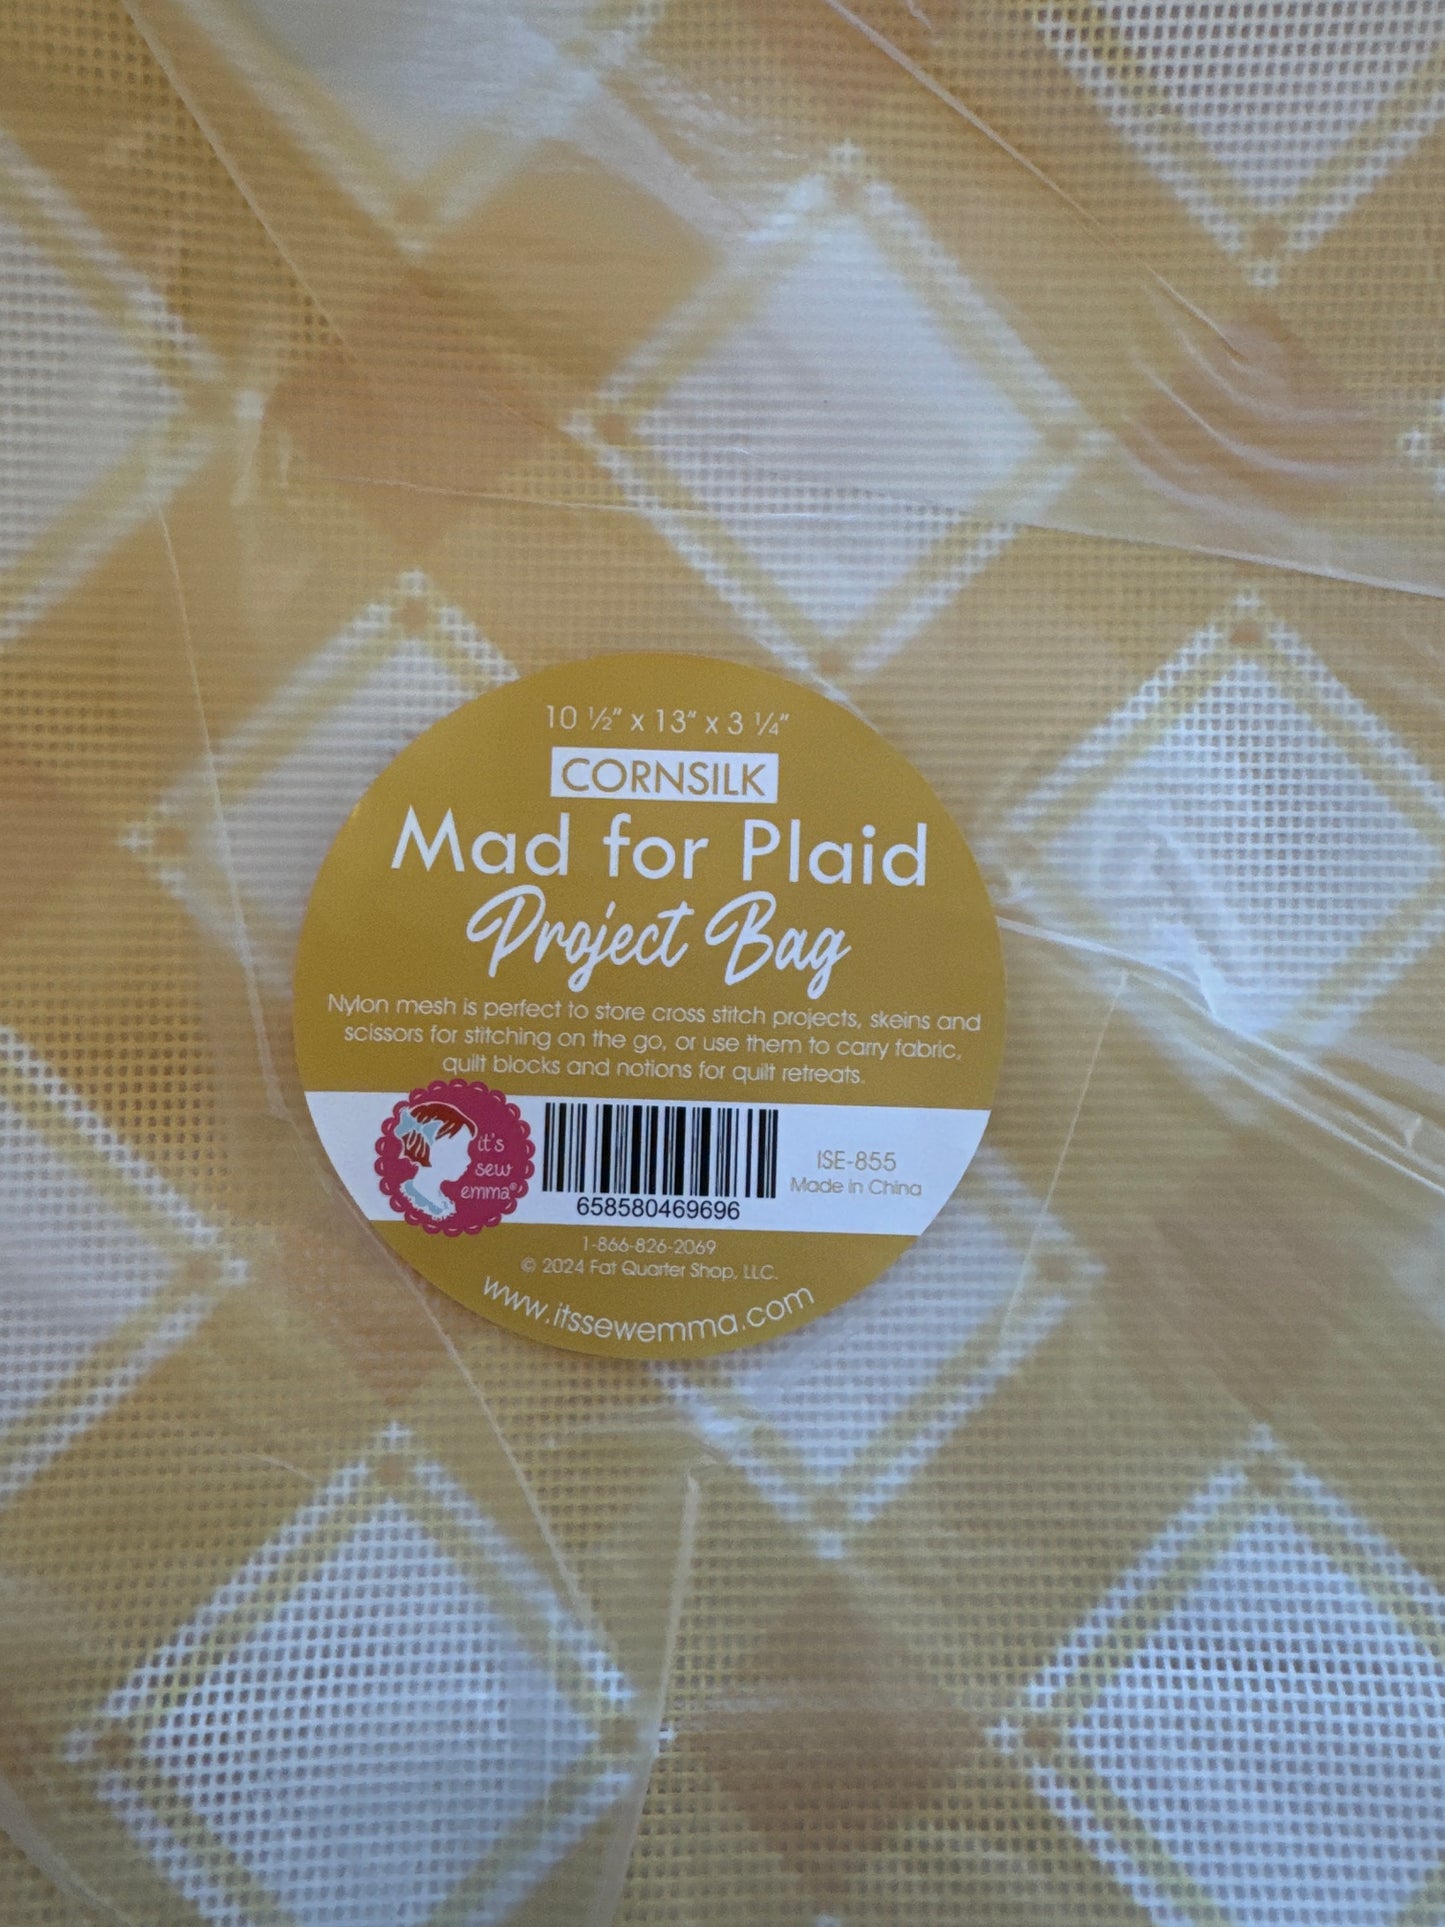 10 ½" x 13" x 3 ¼"
CORNSILK
Mad for Plaid
Project Bag
Nylon mesh is perfect to store cross stitch projects, skeins and
scissors for stitching on the go, or use them to carry fabric,
quilt blocks and notions for quilt retreats.
it's
sew
emma®
658580469696
ISE-855
Made in China
1-866-826-2069
© 2024 Fat Quarter Shop, LLC.
www.itssewemma.com